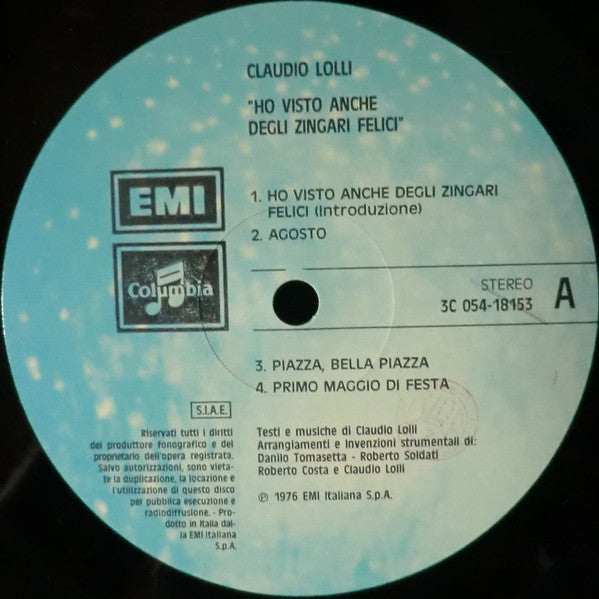 CLAUDIO LOLLI
"HO VISTO ANCHE
DEGLI ZINGARI FELICI"
EMI
Columbia
1. HO VISTO ANCHE DEGLI ZINGARI
FELICI (Introduzione)
2. AGOSTO
STEREO
3C 054-18153
A
3. PIAZZA, BELLA PIAZZA
4. PRIMO MAGGIO DI FESTA
S.I.A.E.
Riservati tutti i diritti
del produttore fonografico e del
proprietario dell'opera registrata.
Salvo autorizzazioni, sono vieta-
te la duplicazione, la locazione e
l'utilizzazione di questo disco
per pubblica esecuzione e
radiodiffusione. - Pro-
dotto in Italia dal-
la EMI Italiana
S.p.A.
Testi e musiche di Claudio Lolli
Arrangiamenti e Invenzioni strumentali di:
Danilo Tomasetta - Roberto Soldati
Roberto Costa e Claudio Lolli
℗ 1976 EMI Italiana S.p.A.